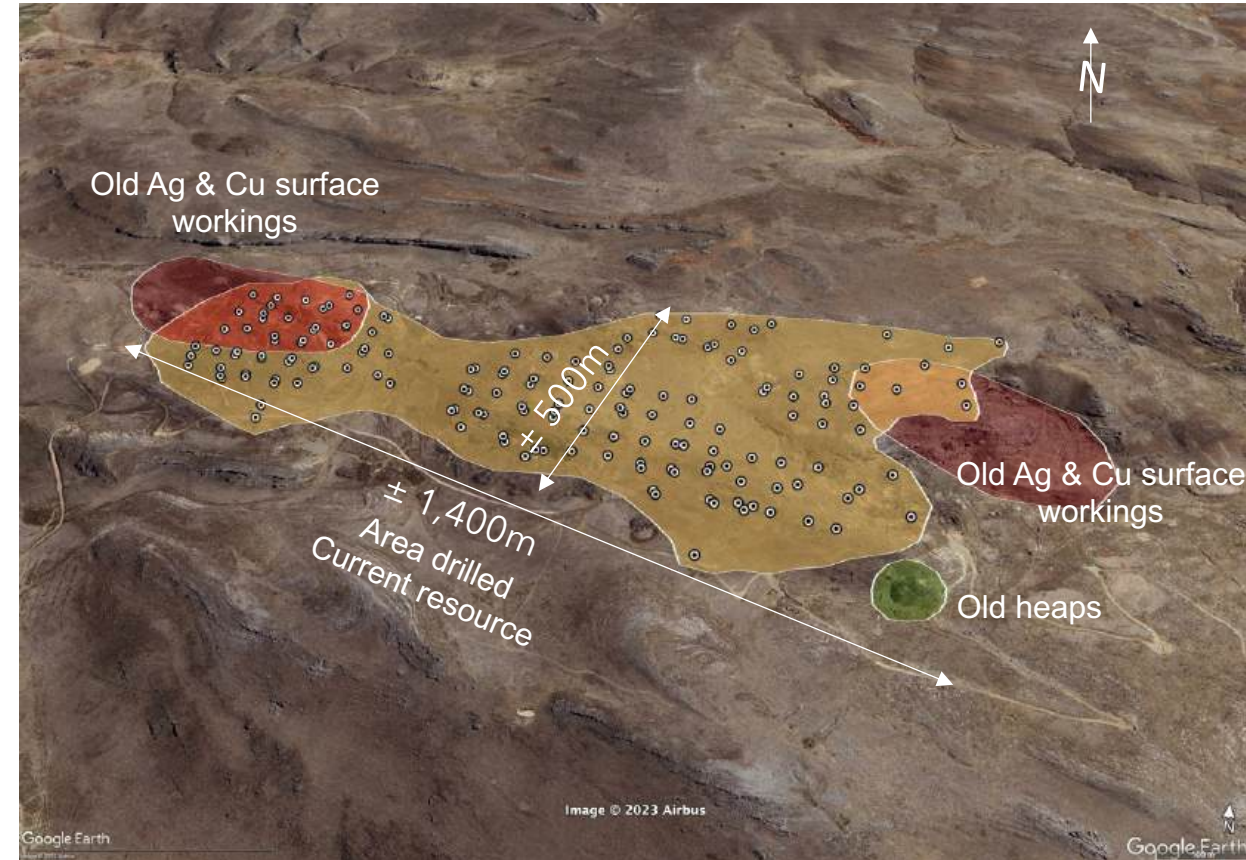 N
Old Ag & Cu surface
workings
± 500m
± 1,400m
Area drilled
Current resource
Old Ag & Cu surface
workings
Old heaps
Image © 2023 Airbus
N
Google Earth
Google Earth